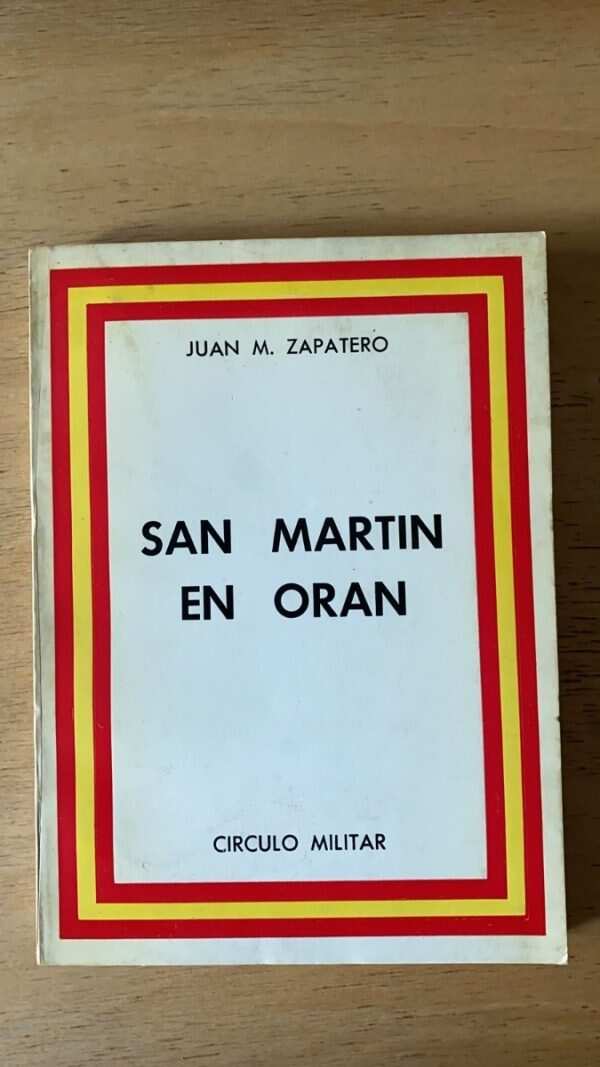 JUAN M. ZAPATERO
SAN MARTIN
EN ORAN
CIRCULO MILITAR